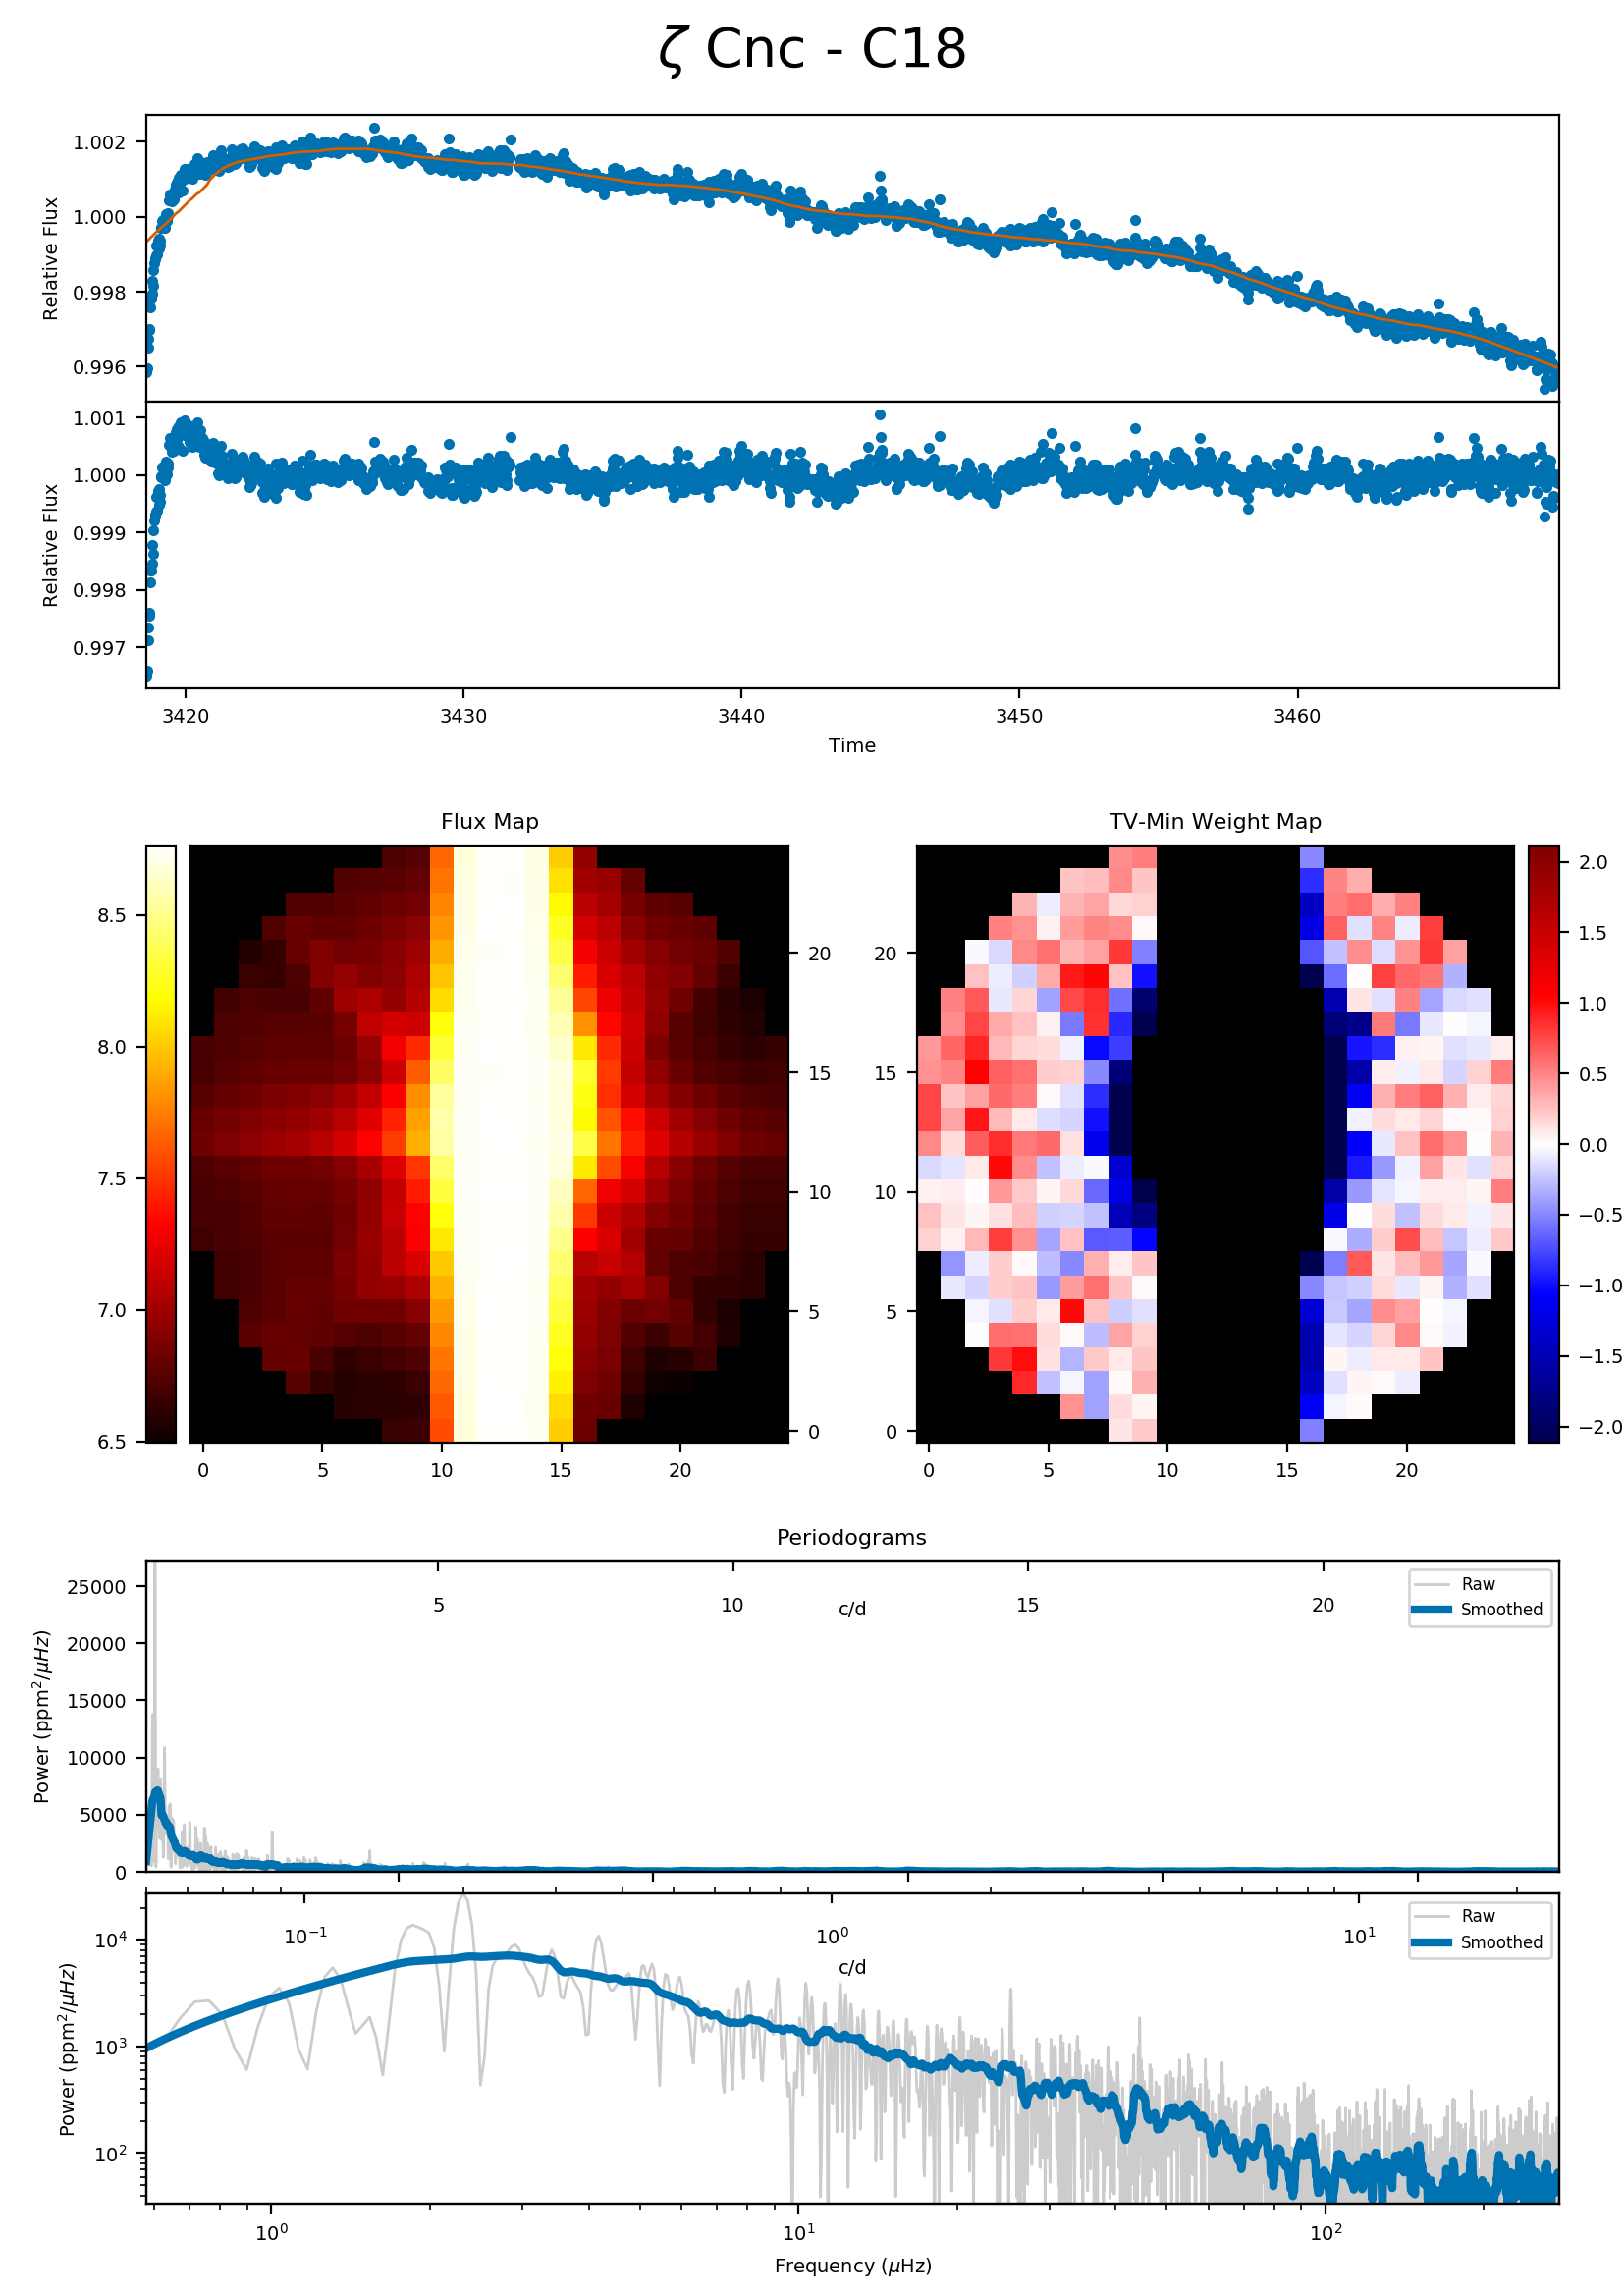 ζ Cnc - C18
1.002
1.000
0.998
0.996
Relative Flux
1.001
1.000
0.999
0.998
0.997
Relative Flux
3420 3430 3440 3450 3460
Time
Flux Map
8.5
8.0
7.5
7.0
6.5
20
15
10
5
0
0 5 10 15 20
TV-Min Weight Map
20
15
10
5
0
0 5 10 15 20
2.0
1.5
1.0
0.5
0.0
−0.5
−1.0
−1.5
−2.0
Periodograms
25000
20000
15000
10000
5000
0
Power (ppm²/μHz)
5 10 15 20
c/d
Raw
Smoothed
10⁴
10³
10²
Power (ppm²/μHz)
10⁻¹ 10⁰ 10¹
c/d
Raw
Smoothed
10⁰ 10¹ 10²
Frequency (μHz)